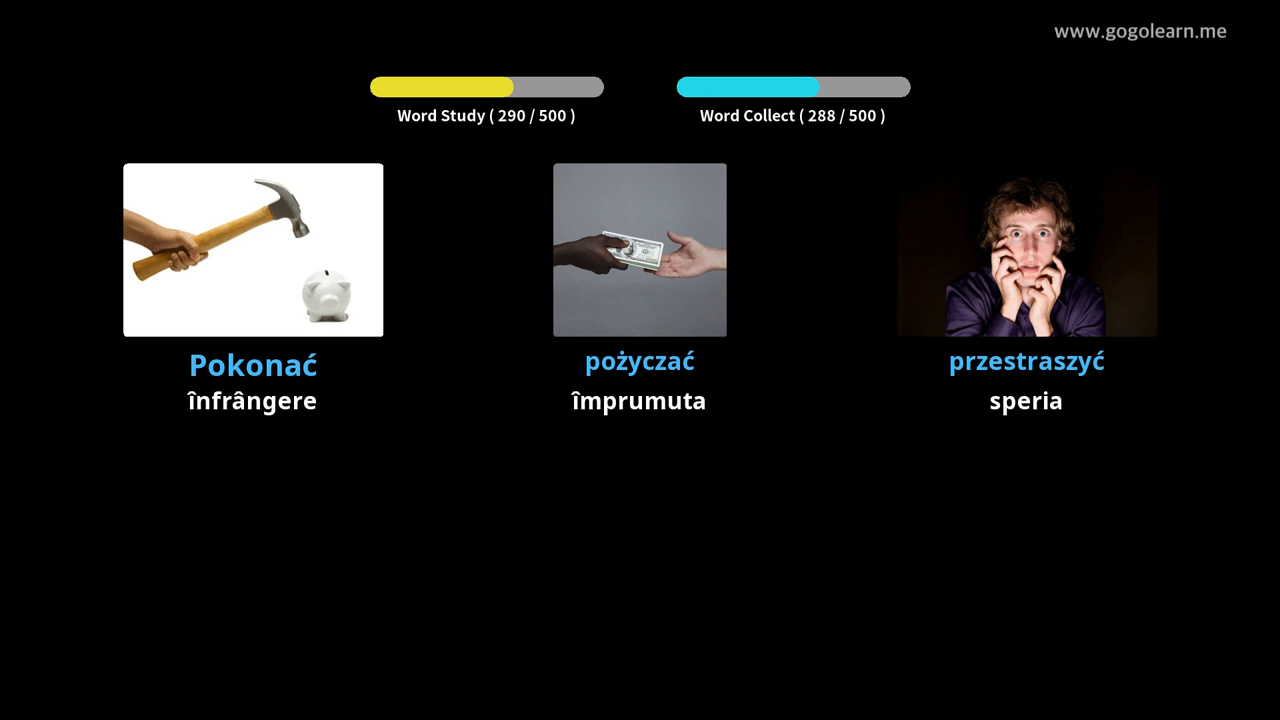 www.gogolearn.me
Word Study ( 290 / 500 )
Word Collect ( 288 / 500 )
Pokonać
înfrângere
pożyczać
împrumuta
przestraszyć
speria